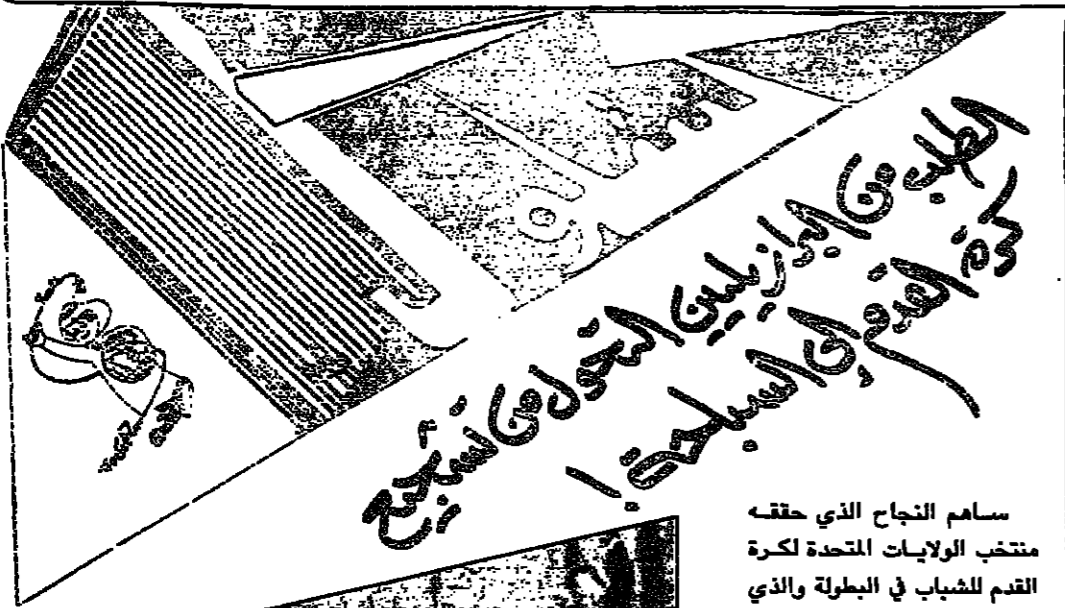 الطلب من البرازيليين التحول من تشجيع
كرة القدم إلى السباحة!
ساهم النجاح الذي حققه
منتخب الولايات المتحدة لكرة
القدم للشباب في البطولة والذي